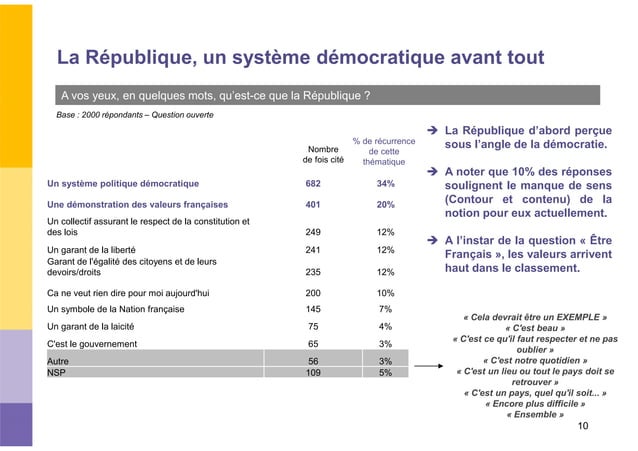 La République, un système démocratique avant tout
A vos yeux, en quelques mots, qu'est-ce que la République ?
Base : 2000 répondants – Question ouverte
Nombre
de fois cité
% de récurrence
de cette
thématique
Un système politique démocratique 682 34%
Une démonstration des valeurs françaises 401 20%
Un collectif assurant le respect de la constitution et
des lois 249 12%
Un garant de la liberté 241 12%
Garant de l'égalité des citoyens et de leurs
devoirs/droits 235 12%
Ca ne veut rien dire pour moi aujourd'hui 200 10%
Un symbole de la Nation française 145 7%
Un garant de la laicité 75 4%
C'est le gouvernement 65 3%
Autre 56 3%
NSP 109 5%
➔ La République d'abord perçue
sous l'angle de la démocratie.
➔ A noter que 10% des réponses
soulignent le manque de sens
(Contour et contenu) de la
notion pour eux actuellement.
➔ A l'instar de la question « Être
Français », les valeurs arrivent
haut dans le classement.
« Cela devrait être un EXEMPLE »
« C'est beau »
« C'est ce qu'il faut respecter et ne pas
oublier »
« C'est notre quotidien »
« C'est un lieu ou tout le pays doit se
retrouver »
« C'est un pays, quel qu'il soit... »
« Encore plus difficile »
« Ensemble »
10